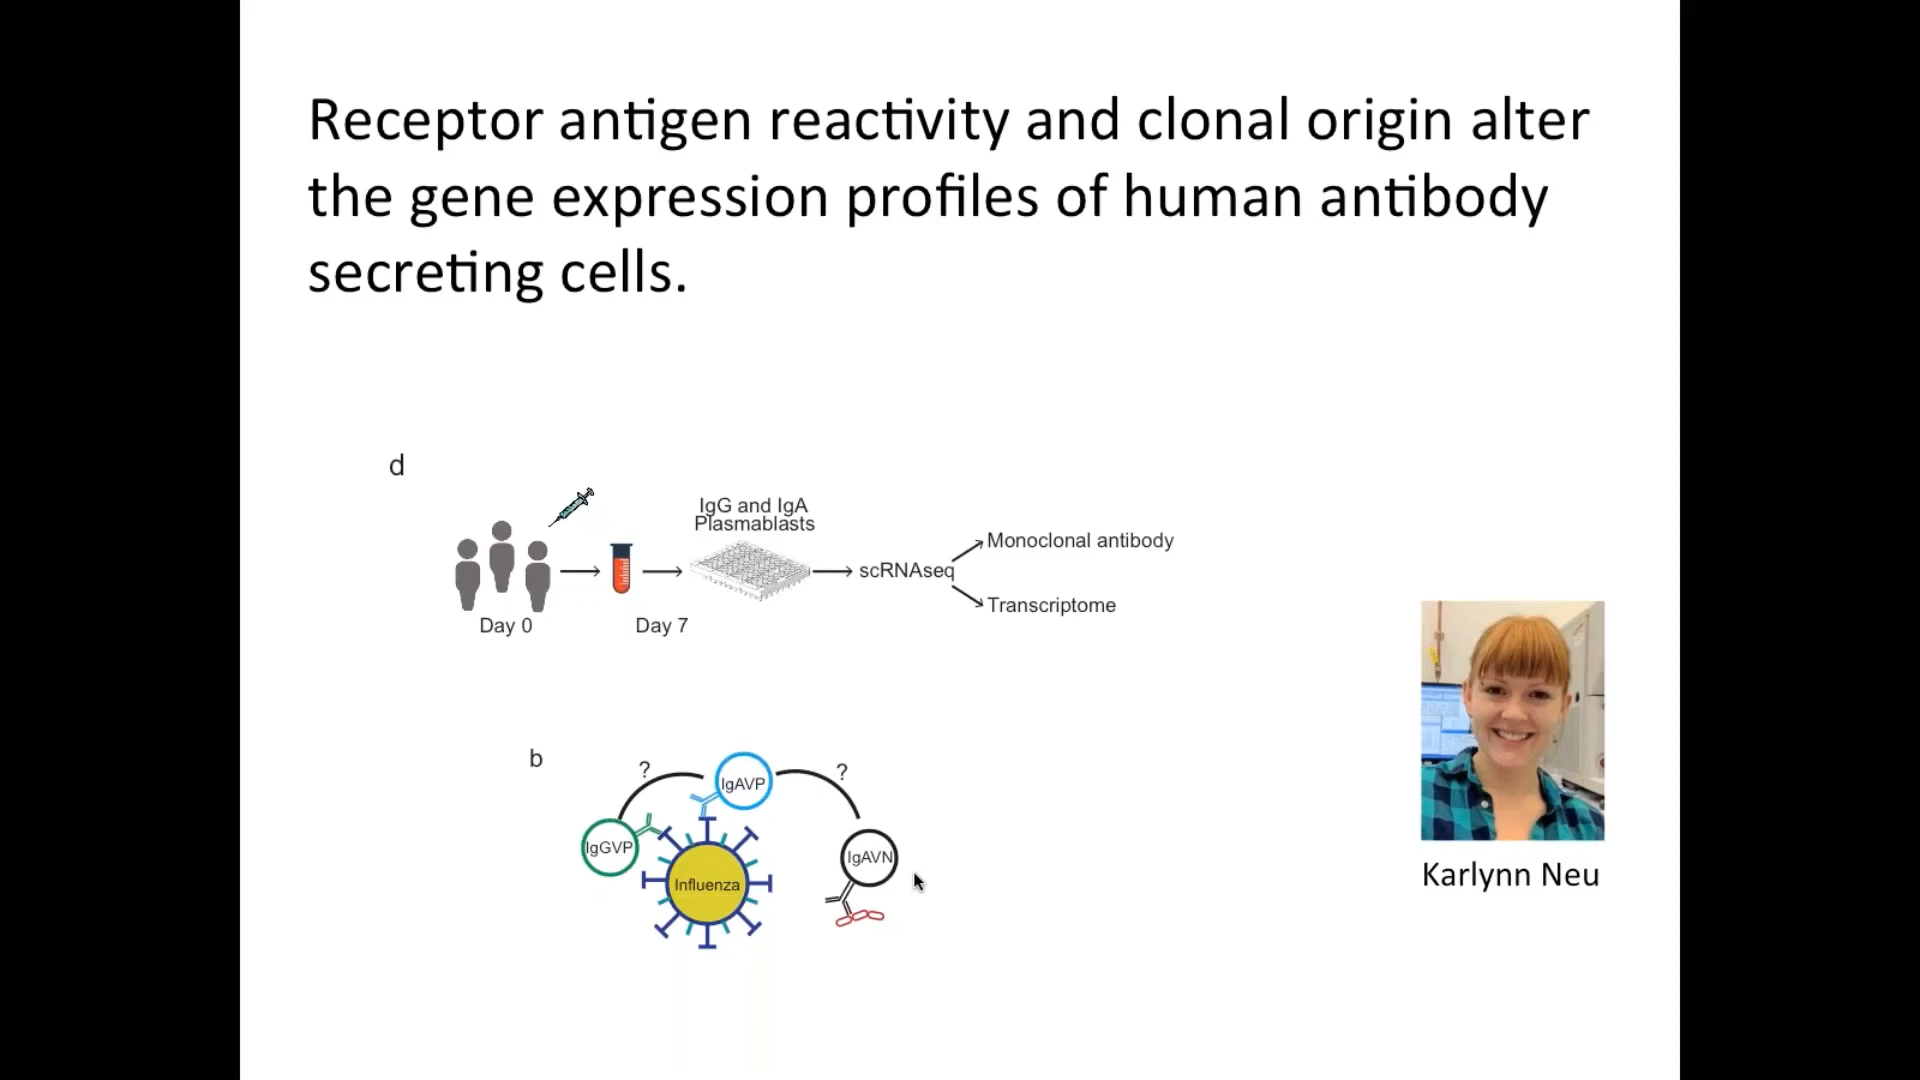 Receptor antigen reactivity and clonal origin alter
the gene expression profiles of human antibody
secreting cells.
d
IgG and IgA
Plasmablasts
Monoclonal antibody
scRNAseq
Transcriptome
Day 0
Day 7
b
?
?
IgAVP
IgGVP
IgAVN
Influenza
Karlynn Neu